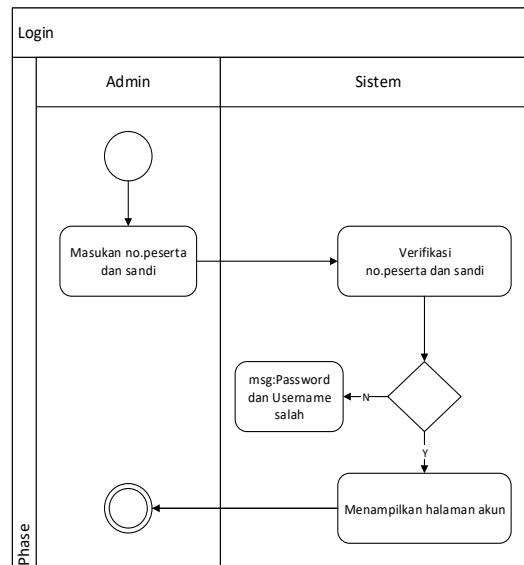 Login
Admin
Sistem
Masukan no.peserta
dan sandi
Verifikasi
no.peserta dan sandi
msg:Password
dan Username
salah
N
Y
Menampilkan halaman akun
Phase